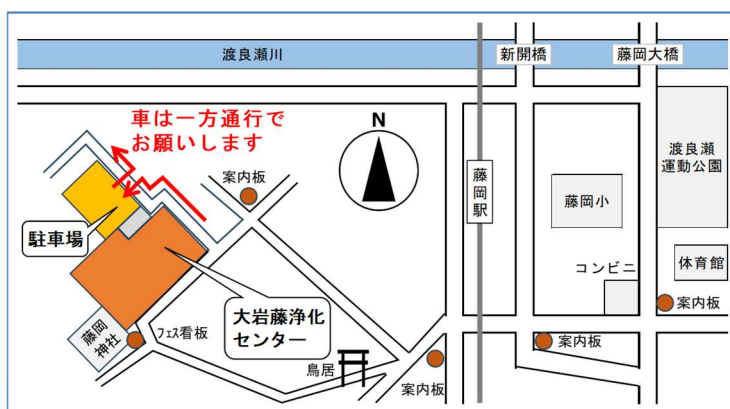 渡良瀬川
新開橋
藤岡大橋
車は一方通行で
お願いします
N
案内板
藤岡駅
渡良瀬
運動公園
藤岡小
駐車場
コンビニ
体育館
案内板
大岩藤浄化
センター
藤岡
神社
フェス看板
案内板
鳥居
案内板